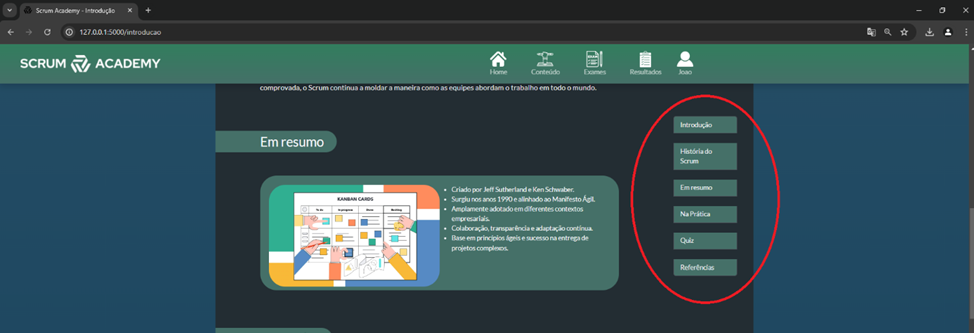 Scrum Academy - Introdução
127.0.0.1:5000/introducao
SCRUM ACADEMY
Home
Conteúdo
Exames
Resultados
Joao
comprovada, o Scrum continua a moldar a maneira como as equipes abordam o trabalho em todo o mundo.
Em resumo
KANBAN CARDS
To do
In progress
Done
Backlog
Criado por Jeff Sutherland e Ken Schwaber.
Surgiu nos anos 1990 e alinhado ao Manifesto Ágil.
Amplamente adotado em diferentes contextos
empresariais.
Colaboração, transparência e adaptação contínua.
Base em princípios ágeis e sucesso na entrega de
projetos complexos.
Introdução
História do
Scrum
Em resumo
Na Prática
Quiz
Referências